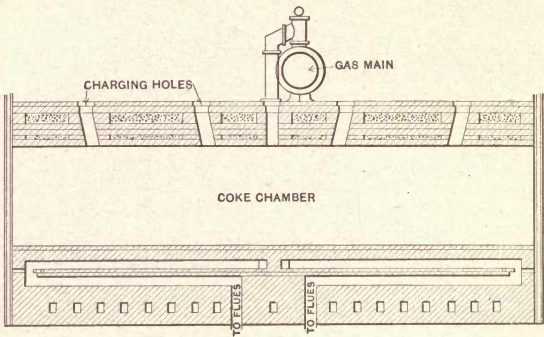 GAS MAIN
CHARGING HOLES
COKE CHAMBER
TO FLUES
TO FLUES